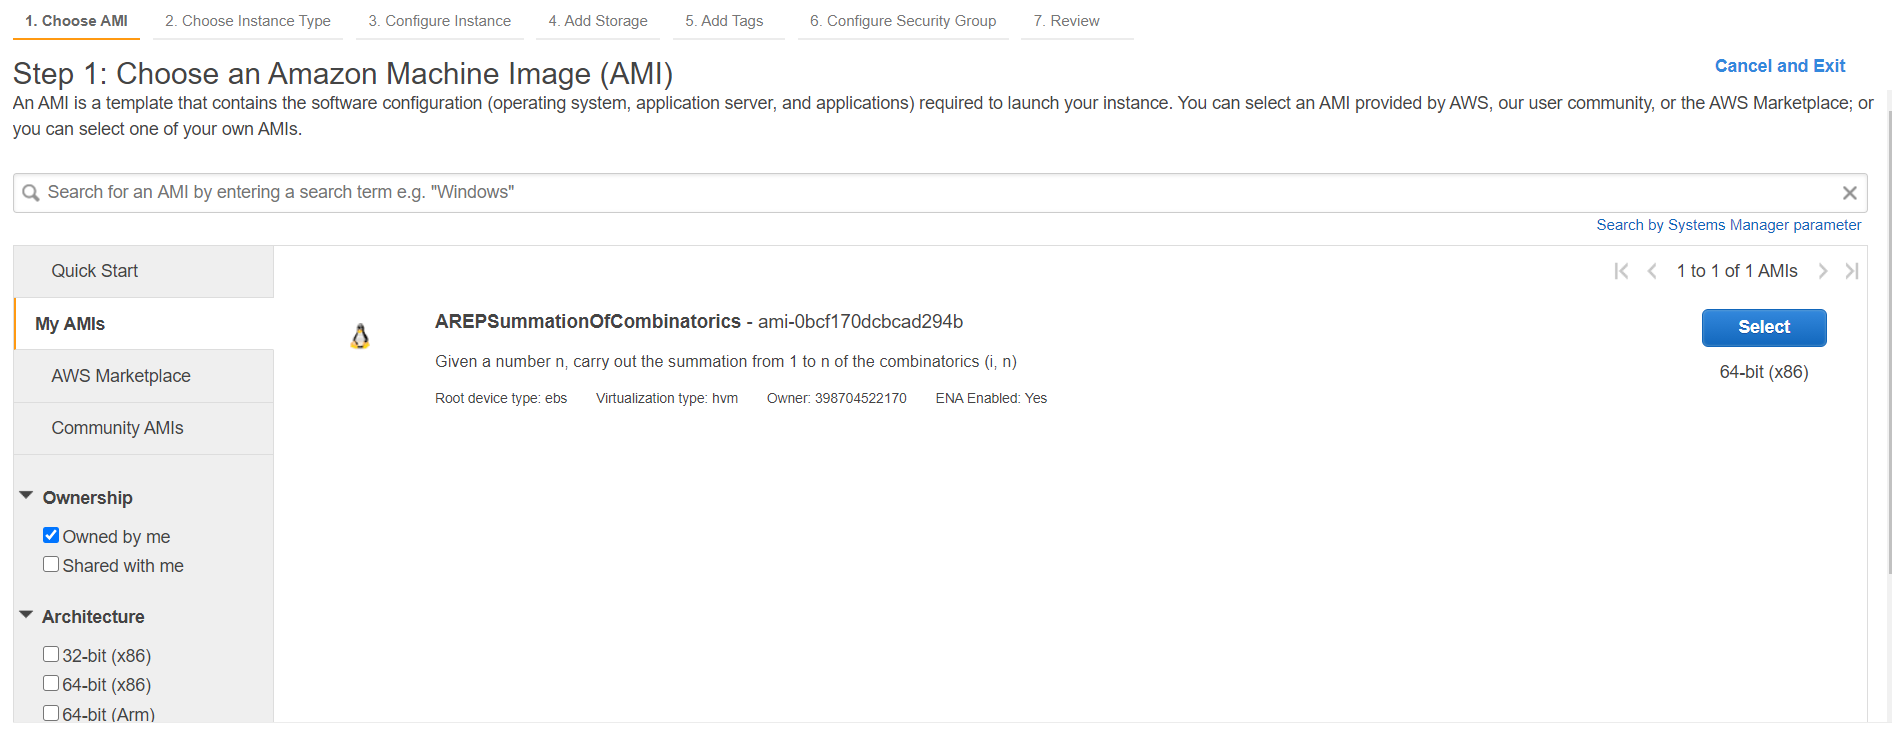 1. Choose AMI 2. Choose Instance Type 3. Configure Instance 4. Add Storage 5. Add Tags 6. Configure Security Group 7. Review
Step 1: Choose an Amazon Machine Image (AMI)
Cancel and Exit
An AMI is a template that contains the software configuration (operating system, application server, and applications) required to launch your instance. You can select an AMI provided by AWS, our user community, or the AWS Marketplace; or
you can select one of your own AMIs.
Search for an AMI by entering a search term e.g. "Windows"
Search by Systems Manager parameter
Quick Start
My AMIs
AWS Marketplace
Community AMIs
Ownership
Owned by me
Shared with me
Architecture
32-bit (x86)
64-bit (x86)
64-bit (Arm)
1 to 1 of 1 AMIs
AREPSummationOfCombinatorics - ami-0bcf170dcbcad294b
Given a number n, carry out the summation from 1 to n of the combinatorics (i, n)
Root device type: ebs Virtualization type: hvm Owner: 398704522170 ENA Enabled: Yes
Select
64-bit (x86)